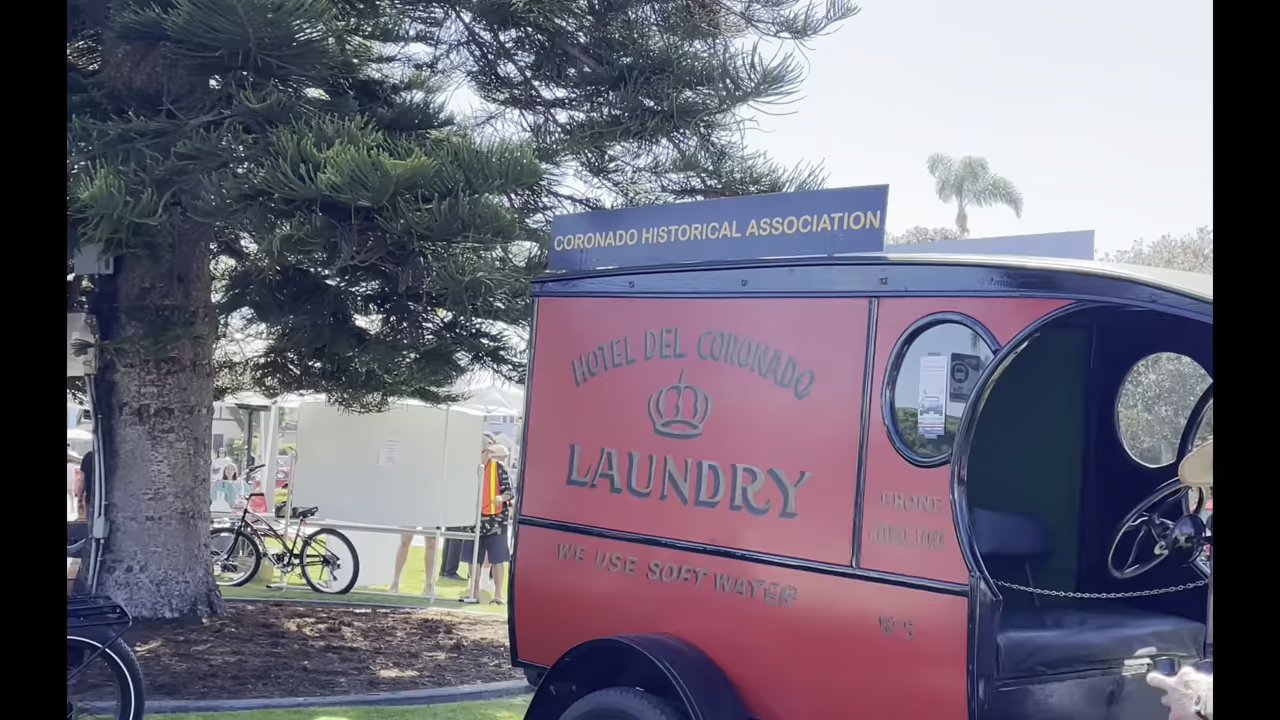 CORONADO HISTORICAL ASSOCIATION
HOTEL DEL CORONADO
LAUNDRY
PHONE
WE USE SOFT WATER